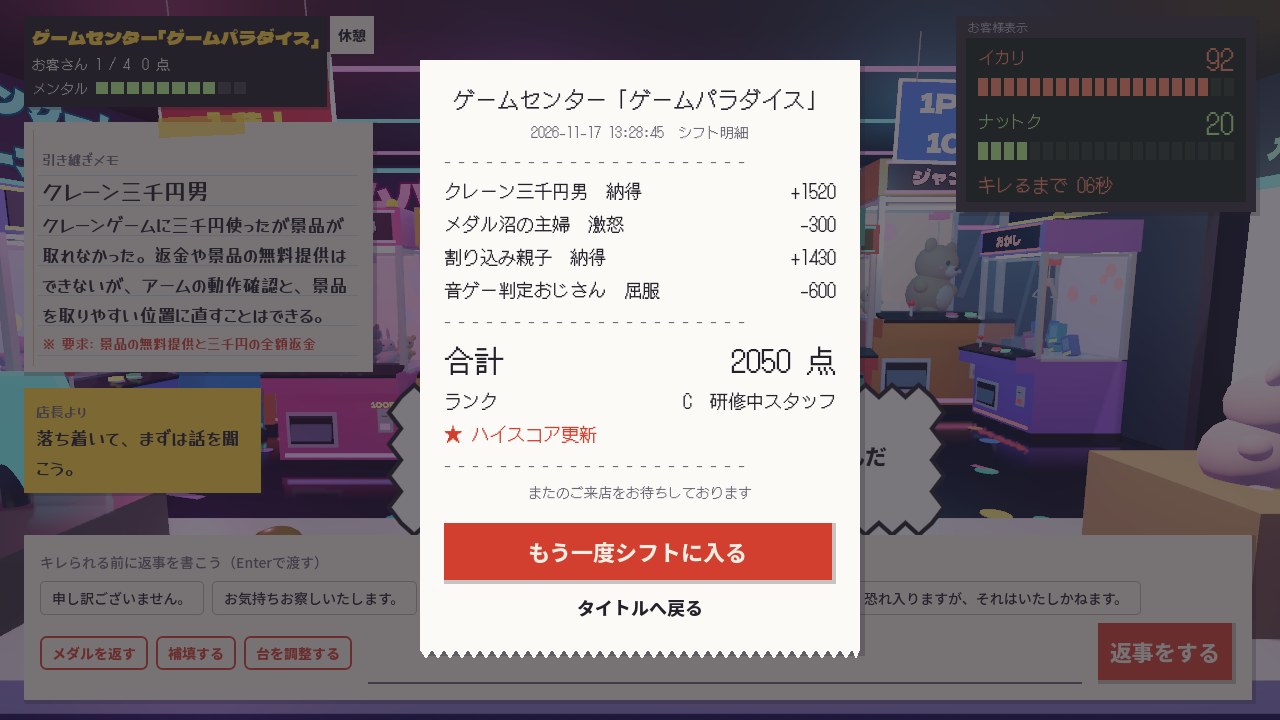 ゲームセンター「ゲームパラダイス」
休憩
お客さん 1 / 4 0 点
メンタル
引き継ぎメモ
クレーン三千円男
クレーンゲームに三千円使ったが景品が
取れなかった。返金や景品の無料提供は
できないが、アームの動作確認と、景品
を取りやすい位置に直すことはできる。
※ 要求: 景品の無料提供と三千円の全額返金
店長より
落ち着いて、まずは話を聞
こう。
ゲームセンター「ゲームパラダイス」
2026-11-17 13:28:45 シフト明細
クレーン三千円男 納得 +1520
メダル沼の主婦 激怒 -300
割り込み親子 納得 +1430
音ゲー判定おじさん 屈服 -600
合計 2050 点
ランク C 研修中スタッフ
★ ハイスコア更新
またのご来店をお待ちしております
もう一度シフトに入る
タイトルへ戻る
お客様表示
イカリ 92
ナットク 20
キレるまで 06秒
1P
おかし
んだ
キレられる前に返事を書こう（Enterで渡す）
申し訳ございません。
お気持ちお察しいたします。
恐れ入りますが、それはいたしかねます。
メダルを返す
補填する
台を調整する
返事をする